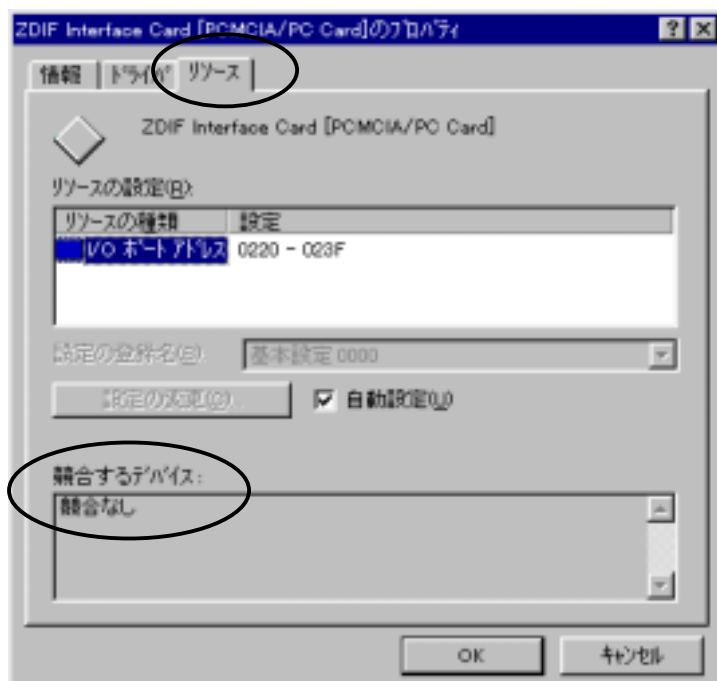 ZDIF Interface Card [PCMCIA/PC Card]のﾌﾟﾛﾊﾟﾃｨ
情報 ﾄﾞﾗｲﾊﾞ ﾘｿｰｽ
ZDIF Interface Card [PCMCIA/PC Card]
ﾘｿｰｽの設定(R):
ﾘｿｰｽの種類 設定
I/O ﾎﾟｰﾄ ｱﾄﾞﾚｽ 0220 - 023F
設定の登録名(B): 基本設定 0000
設定の変更(C)... 自動設定(U)
競合するﾃﾞﾊﾞｲｽ:
競合なし
OK ｷｬﾝｾﾙ